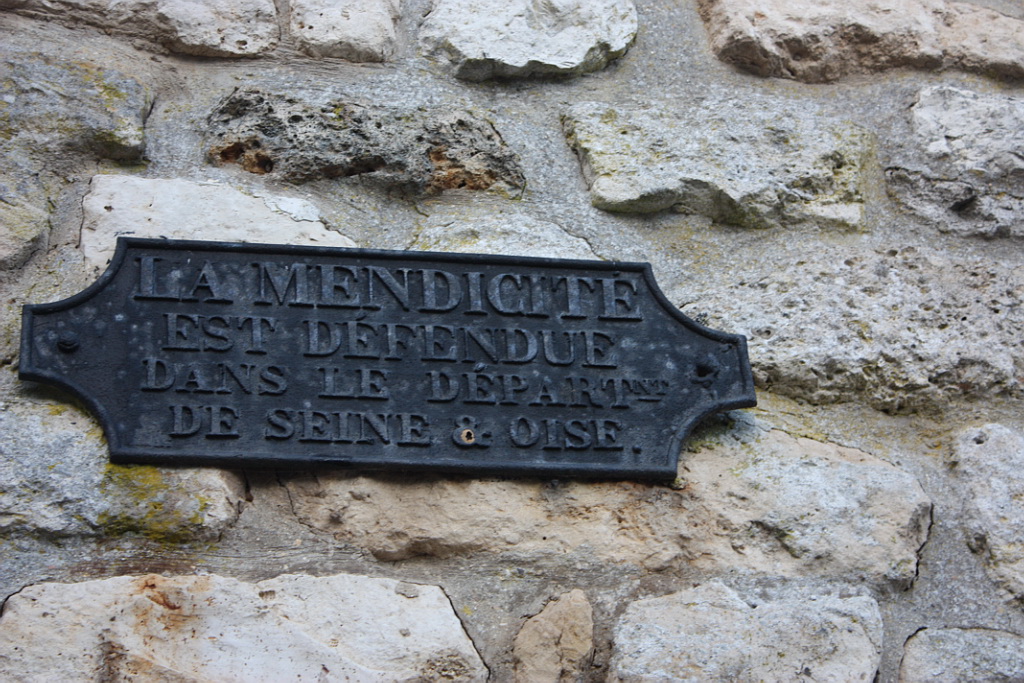 LA MENDICITÉ
EST DÉFENDUE
DANS LE DÉPARTNT
DE SEINE & OISE.